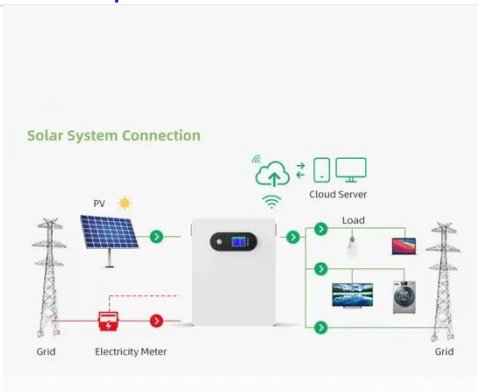 Solar System Connection
PV
Cloud Server
Load
Grid
Electricity Meter
Grid